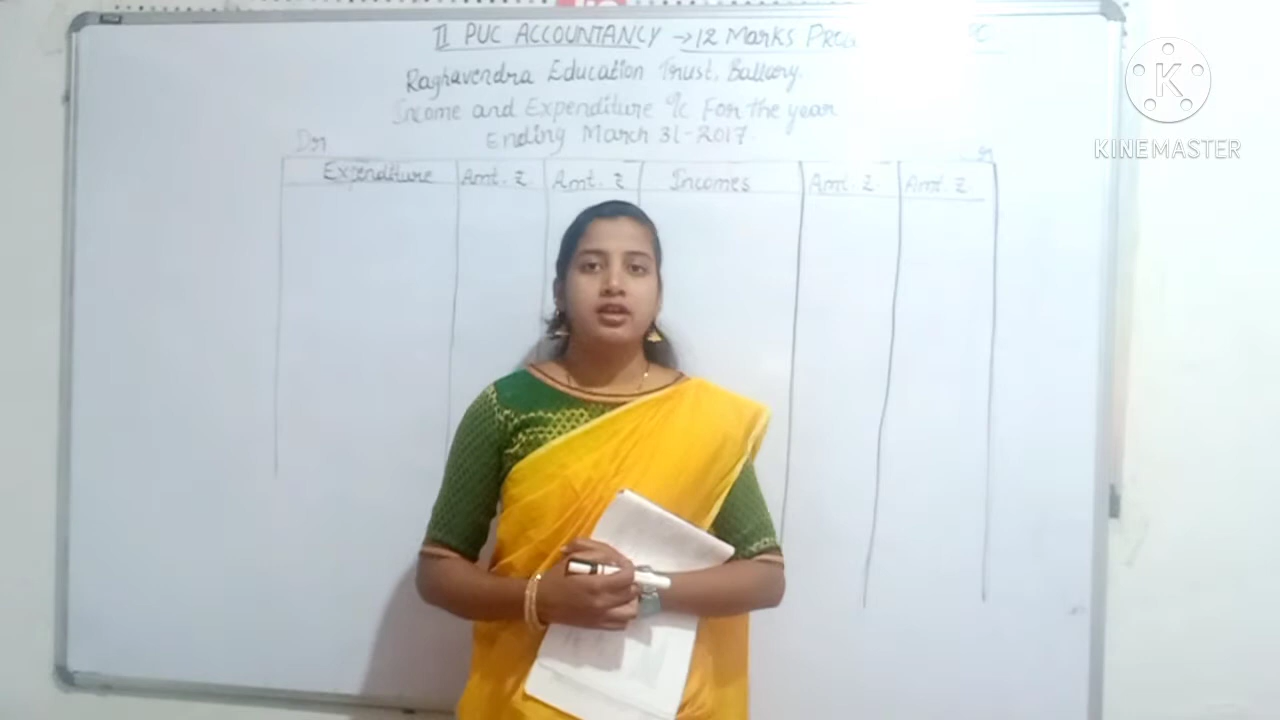 II PUC ACCOUNTANCY → 12 Marks
Raghavendra Education Trust, Ballary.
Income and Expenditure a/c For the year
Ending March 31-2017.
Dr
Expenditure Amt. ₹ Amt. ₹ Incomes Amt. ₹ Amt. ₹
K
KINEMASTER